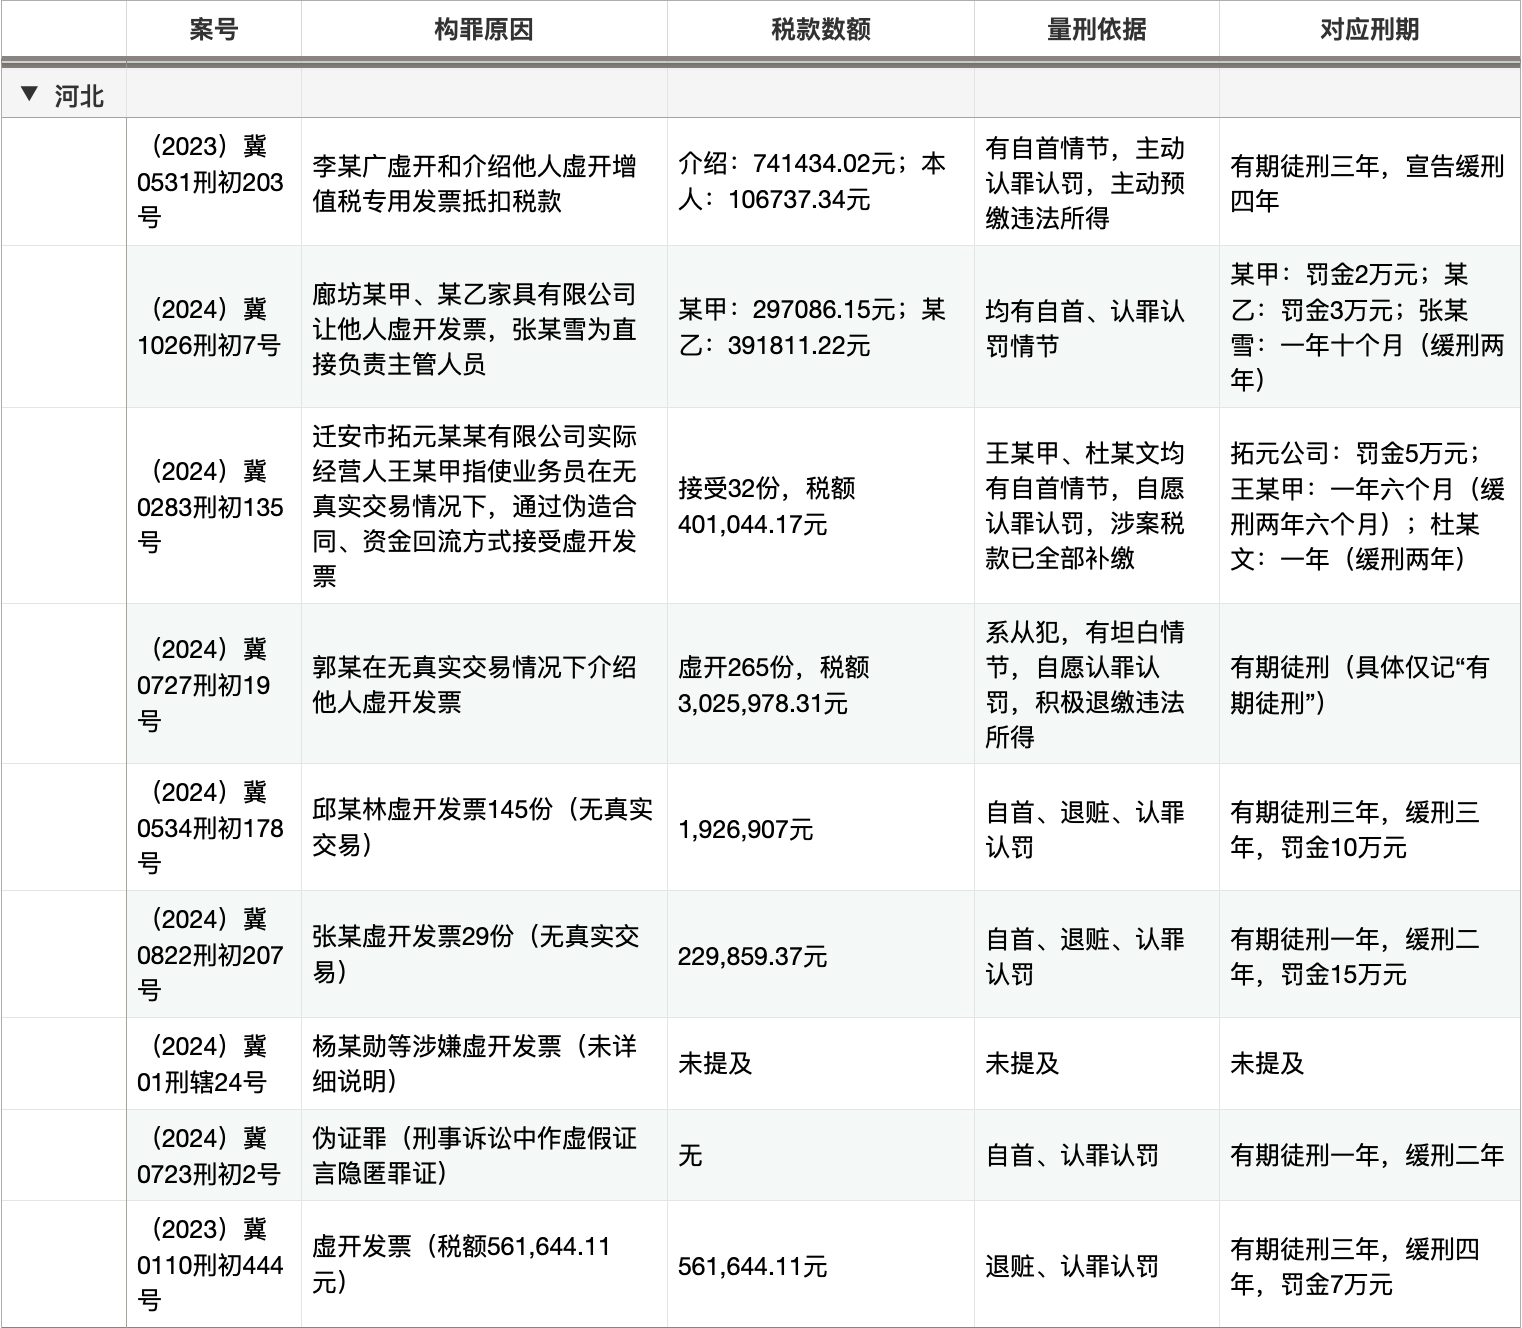 案号 构罪原因 税款数额 量刑依据 对应刑期
▼ 河北
（2023）冀
0531刑初203
号
李某广虚开和介绍他人虚开增
值税专用发票抵扣税款
介绍：741434.02元；本
人：106737.34元
有自首情节，主动
认罪认罚，主动预
缴违法所得
有期徒刑三年，宣告缓刑
四年
（2024）冀
1026刑初7号
廊坊某甲、某乙家具有限公司
让他人虚开发票，张某雪为直
接负责主管人员
某甲：297086.15元；某
乙：391811.22元
均有自首、认罪认
罚情节
某甲：罚金2万元；某
乙：罚金3万元；张某
雪：一年十个月（缓刑两
年）
（2024）冀
0283刑初135
号
迁安市拓元某某有限公司实际
经营人王某甲指使业务员在无
真实交易情况下，通过伪造合
同、资金回流方式接受虚开发
票
接受32份，税额
401,044.17元
王某甲、杜某文均
有自首情节，自愿
认罪认罚，涉案税
款已全部补缴
拓元公司：罚金5万元；
王某甲：一年六个月（缓
刑两年六个月）；杜某
文：一年（缓刑两年）
（2024）冀
0727刑初19
号
郭某在无真实交易情况下介绍
他人虚开发票
虚开265份，税额
3,025,978.31元
系从犯，有坦白情
节，自愿认罪认
罚，积极退缴违法
所得
有期徒刑（具体仅记“有
期徒刑”）
（2024）冀
0534刑初178
号
邱某林虚开发票145份（无真实
交易）
1,926,907元
自首、退赃、认罪
认罚
有期徒刑三年，缓刑三
年，罚金10万元
（2024）冀
0822刑初207
号
张某虚开发票29份（无真实交
易）
229,859.37元
自首、退赃、认罪
认罚
有期徒刑一年，缓刑二
年，罚金15万元
（2024）冀
01刑辖24号
杨某勋等涉嫌虚开发票（未详
细说明）
未提及
未提及
未提及
（2024）冀
0723刑初2号
伪证罪（刑事诉讼中作虚假证
言隐匿罪证）
无
自首、认罪认罚
有期徒刑一年，缓刑二年
（2023）冀
0110刑初444
号
虚开发票（税额561,644.11
元）
561,644.11元
退赃、认罪认罚
有期徒刑三年，缓刑四
年，罚金7万元